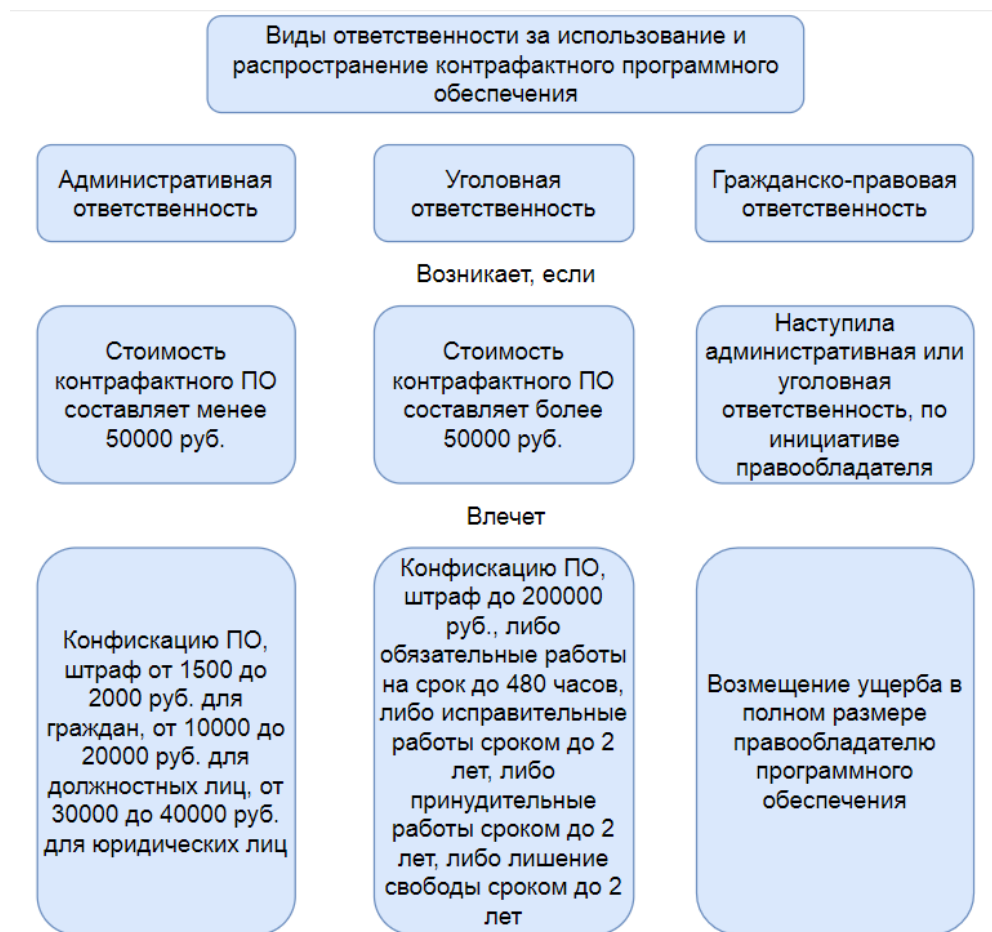 Виды ответственности за использование и
распространение контрафактного программного
обеспечения
Административная
ответственность
Уголовная
ответственность
Гражданско-правовая
ответственность
Возникает, если
Стоимость
контрафактного ПО
составляет менее
50000 руб.
Стоимость
контрафактного ПО
составляет более
50000 руб.
Наступила
административная или
уголовная
ответственность, по
инициативе
правообладателя
Влечет
Конфискацию ПО,
штраф от 1500 до
2000 руб. для
граждан, от 10000 до
20000 руб. для
должностных лиц, от
30000 до 40000 руб.
для юридических лиц
Конфискацию ПО,
штраф до 200000
руб., либо
обязательные работы
на срок до 480 часов,
либо исправительные
работы сроком до 2
лет, либо
принудительные
работы сроком до 2
лет, либо лишение
свободы сроком до 2
лет
Возмещение ущерба в
полном размере
правообладателю
программного
обеспечения